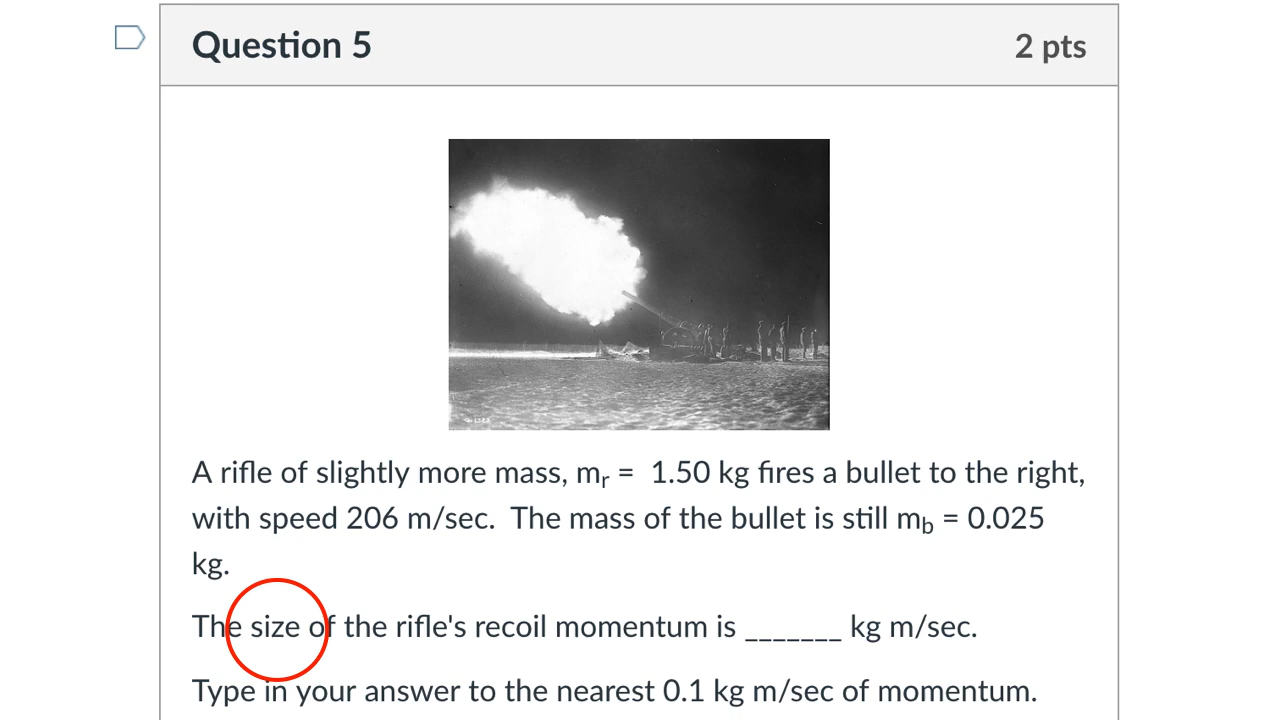 Question 5
2 pts
A rifle of slightly more mass, mr = 1.50 kg fires a bullet to the right,
with speed 206 m/sec. The mass of the bullet is still mb = 0.025
kg.
The size of the rifle's recoil momentum is _______ kg m/sec.
Type in your answer to the nearest 0.1 kg m/sec of momentum.